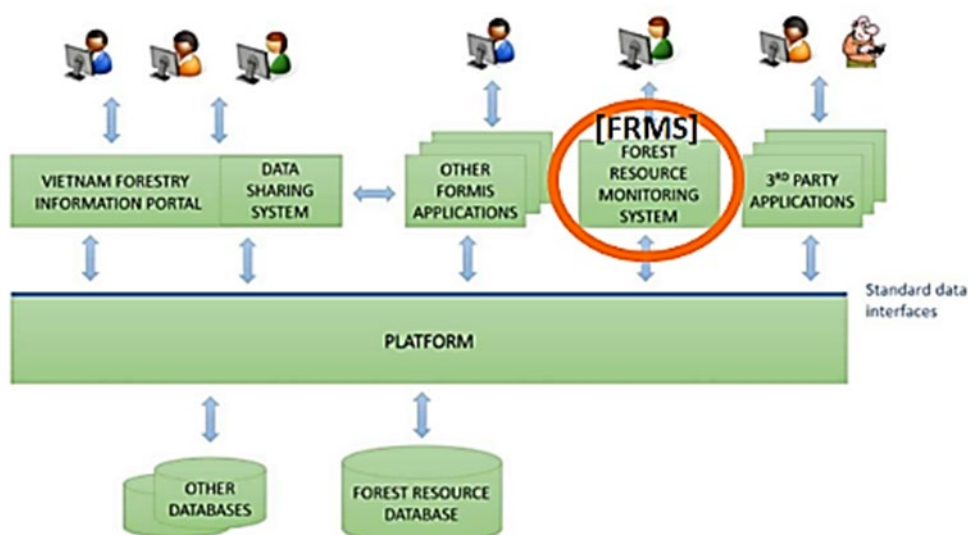 [FRMS]
VIETNAM FORESTRY
INFORMATION PORTAL
DATA
SHARING
SYSTEM
OTHER
FORMIS
APPLICATIONS
FOREST
RESOURCE
MONITORING
SYSTEM
3RD PARTY
APPLICATIONS
Standard data
interfaces
PLATFORM
OTHER
DATABASES
FOREST RESOURCE
DATABASE